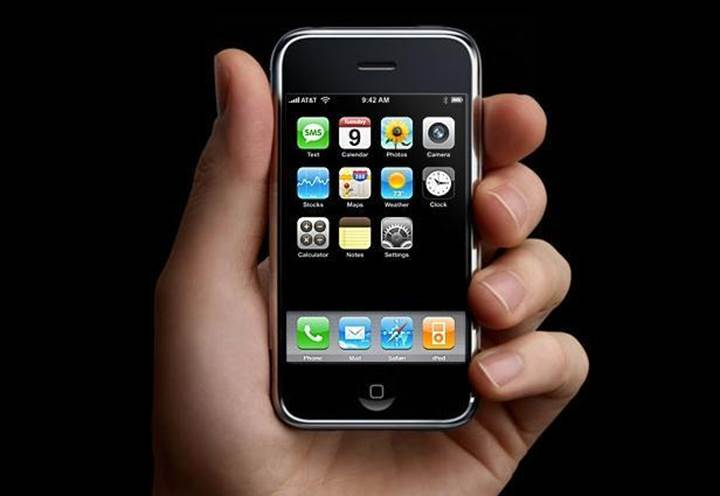 AT&T 9:42 AM
SMS Tuesday 9
Text Calendar Photos Camera
73°
Stocks Maps Weather Clock
Calculator Notes Settings
Phone Mail Safari iPod